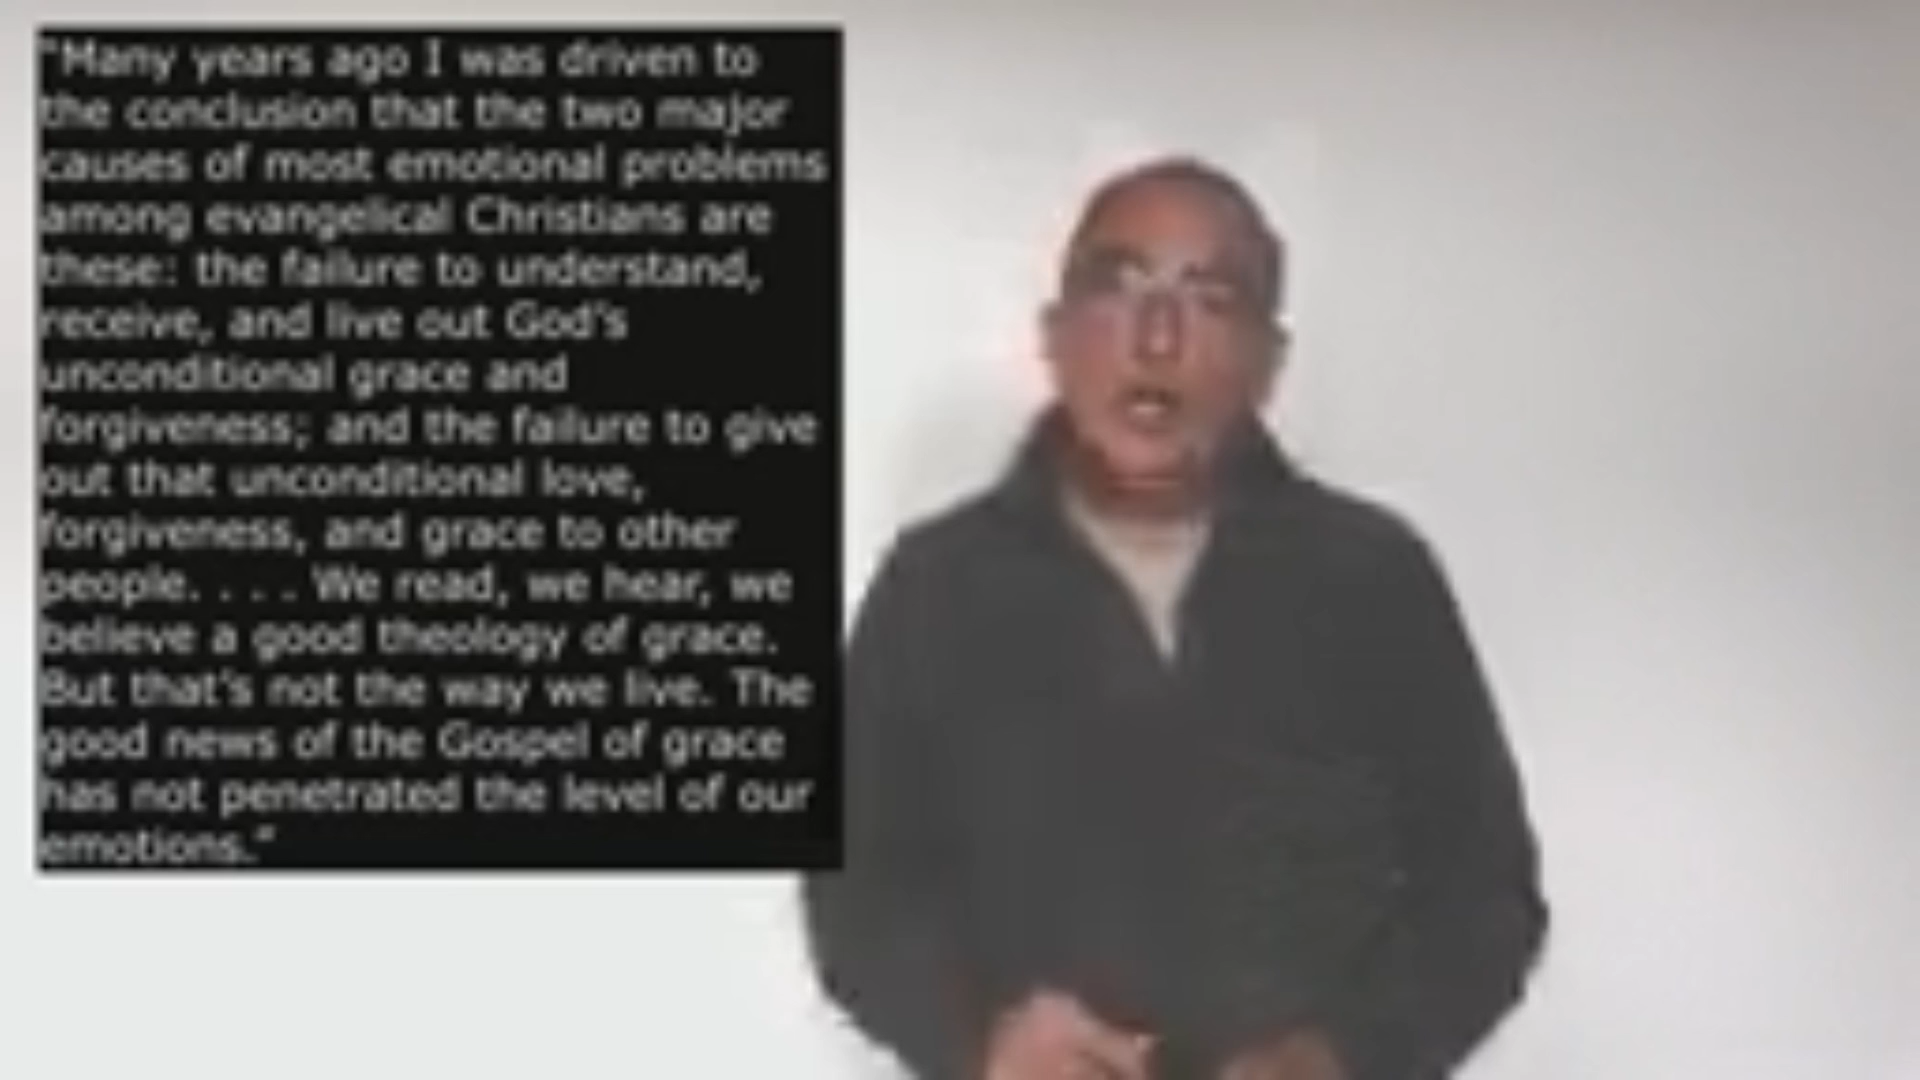 "Many years ago I was driven to
the conclusion that the two major
causes of most emotional problems
among evangelical Christians are
these: the failure to understand,
receive, and live out God's
unconditional grace and
forgiveness; and the failure to give
out that unconditional love,
forgiveness, and grace to other
people. . . . We read, we hear, we
believe a good theology of grace.
But that's not the way we live. The
good news of the Gospel of grace
has not penetrated the level of our
emotions."